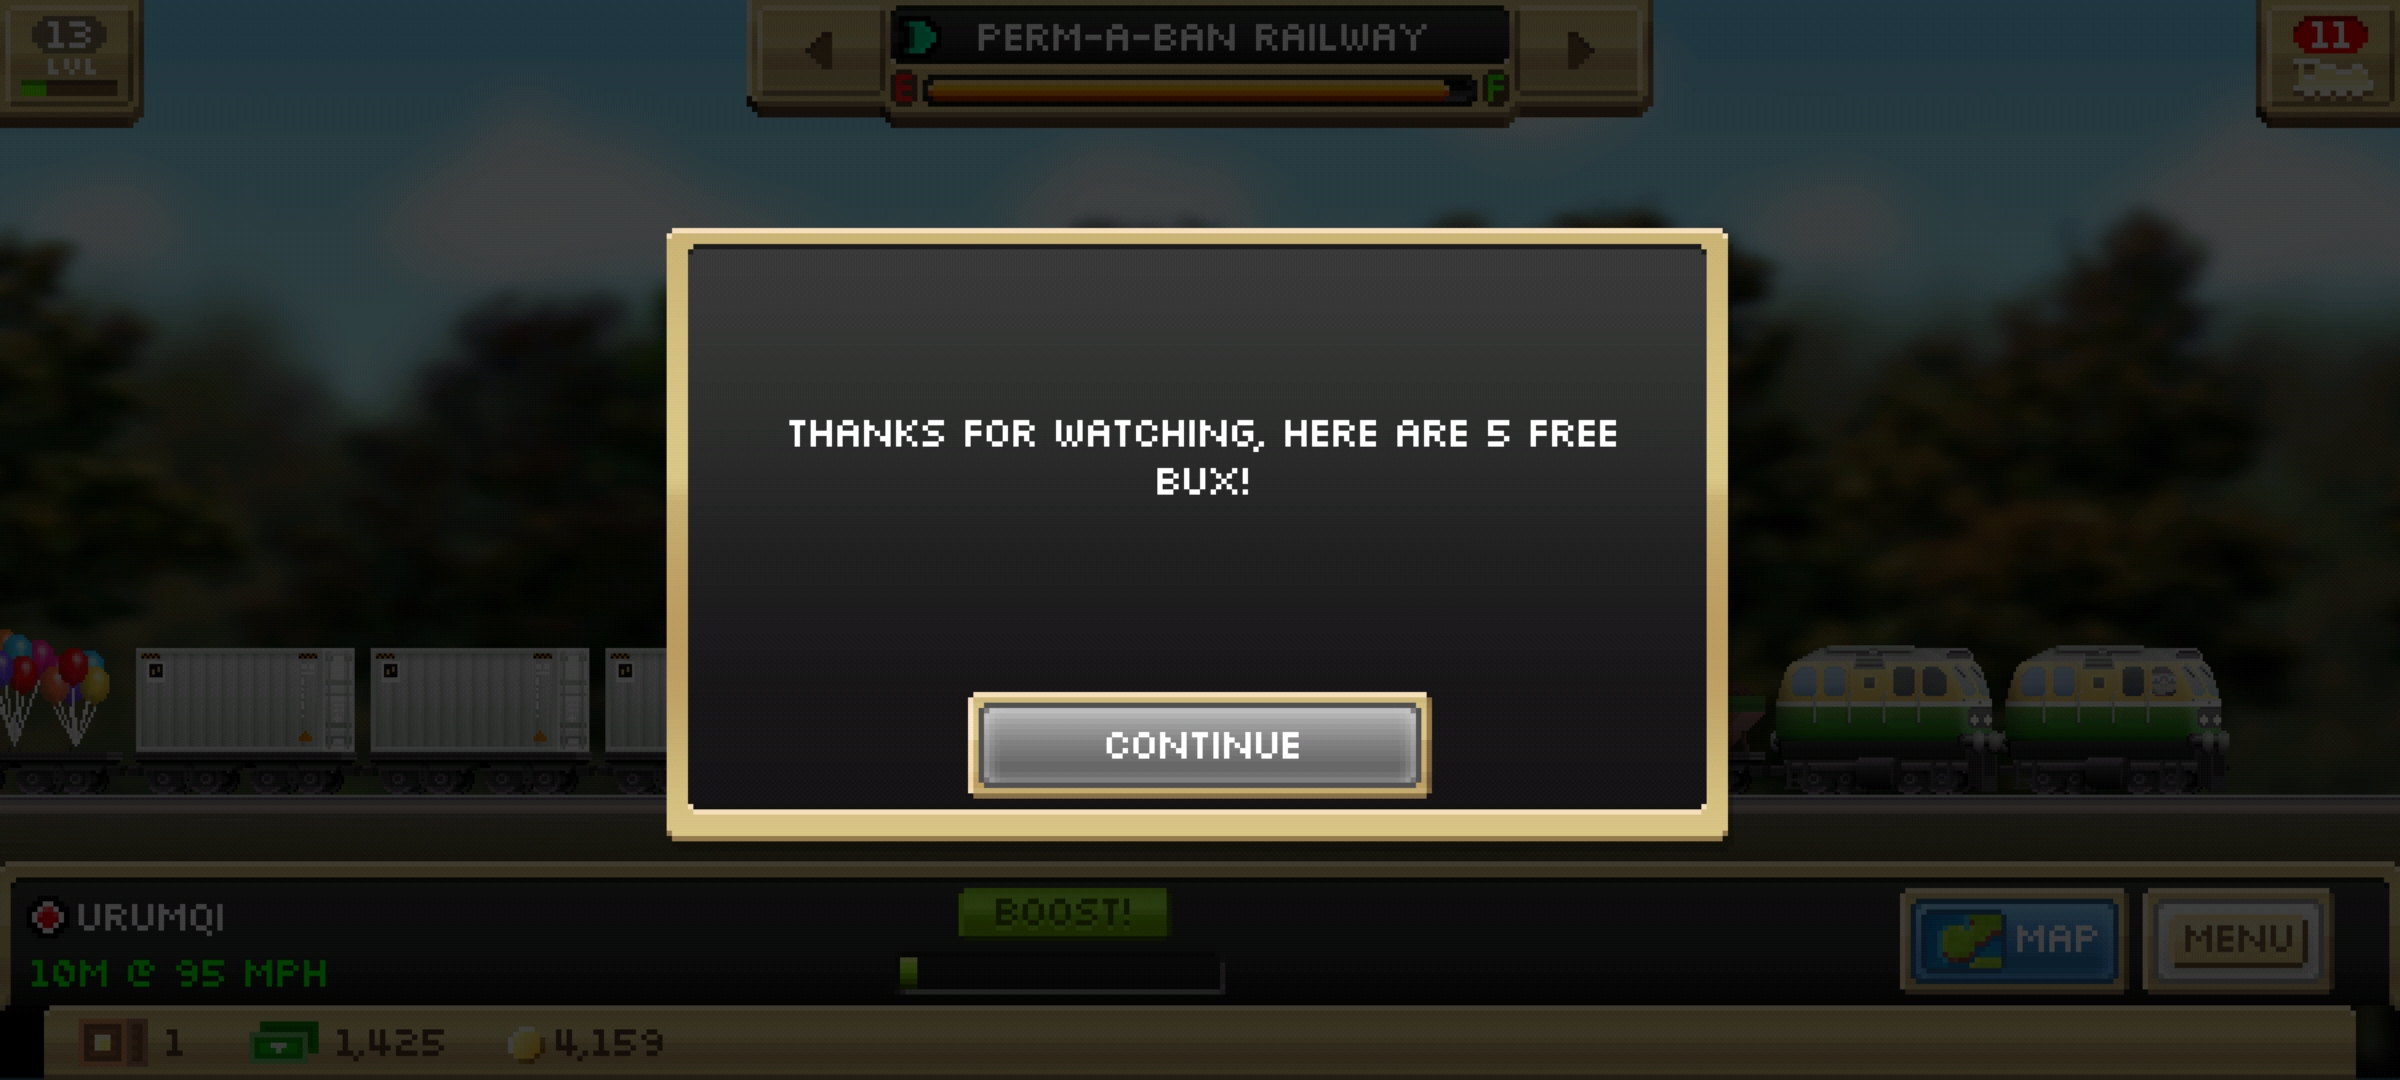 13
LVL
PERM-A-BAN RAILWAY
E
F
11
THANKS FOR WATCHING, HERE ARE 5 FREE
BUX!
CONTINUE
URUMQI
10M @ 95 MPH
BOOST!
MAP
MENU
1
1,425
4,159